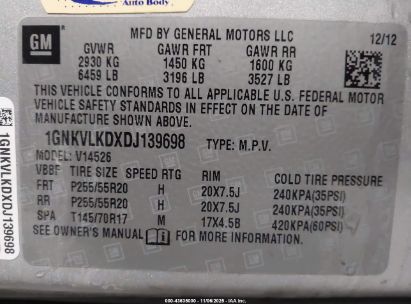 Auto Body
GM
MFD BY GENERAL MOTORS LLC 12/12
GVWR GAWR FRT GAWR RR
2930 KG 1450 KG 1600 KG
6459 LB 3196 LB 3527 LB
THIS VEHICLE CONFORMS TO ALL APPLICABLE U.S. FEDERAL MOTOR
VEHICLE SAFETY STANDARDS IN EFFECT ON THE DATE OF
MANUFACTURE SHOWN ABOVE.
1GNKVLKDXDJ139698 TYPE: M.P.V.
MODEL: V14526
VBBF TIRE SIZE SPEED RTG RIM COLD TIRE PRESSURE
FRT P255/55R20 H 20X7.5J 240KPA(35PSI)
RR P255/55R20 H 20X7.5J 240KPA(35PSI)
SPA T145/70R17 M 17X4.5B 420KPA(60PSI)
SEE OWNER'S MANUAL FOR MORE INFORMATION.
1GNKVLKDXDJ139698